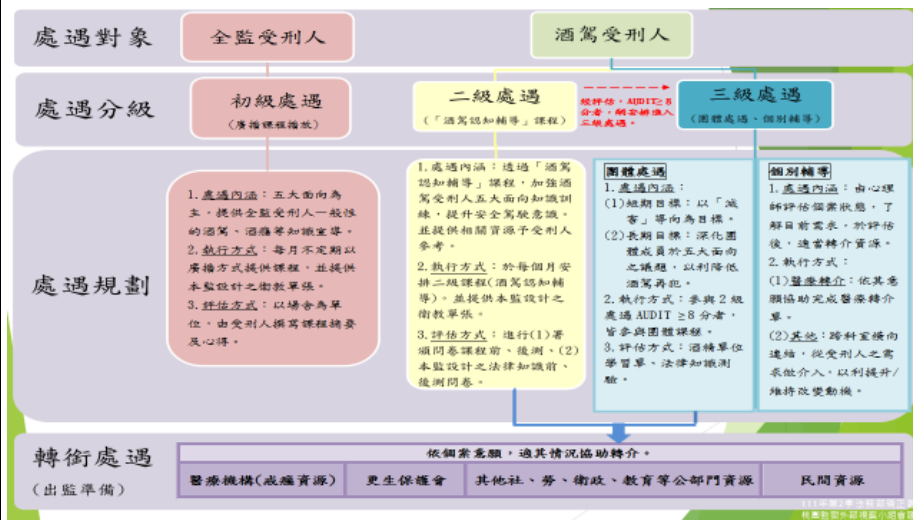 處遇對象
全監受刑人
酒駕受刑人
處遇分級
初級處遇
(廣播課程播放)
二級處遇
(「酒駕認知輔導」課程)
經評估，AUDIT≥8
分者，
三級處遇。
三級處遇
(團體處遇、個別輔導)
處遇規劃
1.處遇內涵：五大面向為
主，提供全監受刑人一般性
的酒駕、酒癮等知識宣導。
2.執行方式：每月不定期以
廣播方式提供課程，並提供
本監設計之衛教單張。
3.評估方式：以場舍為單
位，由受刑人撰寫課程摘要
及心得。
1.處遇內涵：透過「酒駕
認知輔導」課程，加強酒
駕受刑人五大面向知識訓
練，提升安全駕駛意識。
並提供相關資源予受刑人
參考。
2.執行方式：於每個月安
排二級課程(酒駕認知輔
導)。並提供本監設計之
衛教單張。
3.評估方式：進行(1)署
頒問卷課程前、後測、(2)
本監設計之法律知識前、
後測問卷。
團體處遇
1.處遇內涵：
(1)短期目標：以「減
害」導向為目標。
(2)長期目標：深化團
體成員於五大面向
之議題，以利降低
酒駕再犯。
2.執行方式：參與2級
處遇AUDIT ≥8分者，
皆參與團體課程。
3.評估方式：酒精單位
學習單、法律知識測
驗。
個別輔導
1.處遇內涵：由心理
師評估個案狀態，了
解目前需求，於評估
後，適當轉介資源。
2.執行方式：
(1)醫療轉介：依其意
願協助完成醫療轉介
單。
(2)其他：跨科室橫向
連結，從受刑人之需
求做介入，以利提升/
維持改變動機。
轉銜處遇
(出監準備)
依個案意願，適其情況協助轉介。
醫療機構(戒癮資源)
更生保護會
其他社、勞、衛政、教育等公部門資源
民間資源